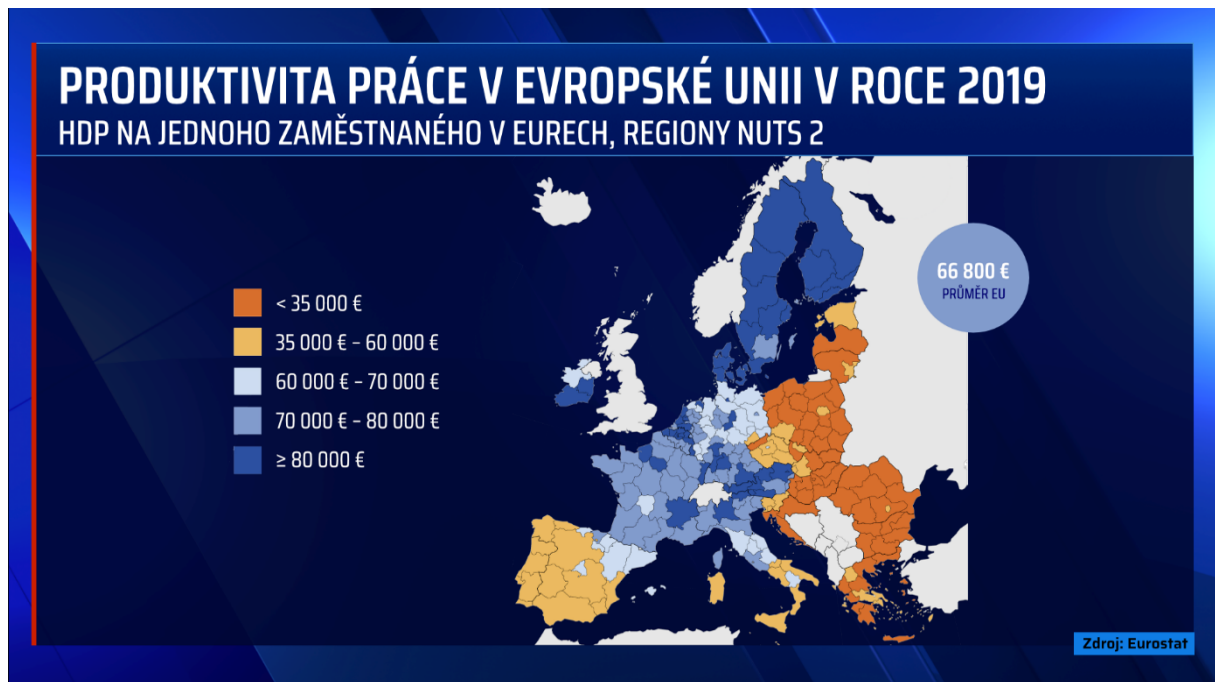 PRODUKTIVITA PRÁCE V EVROPSKÉ UNII V ROCE 2019
HDP NA JEDNOHO ZAMĚSTNANÉHO V EURECH, REGIONY NUTS 2
66 800 €
PRŮMĚR EU
< 35 000 €
35 000 € – 60 000 €
60 000 € – 70 000 €
70 000 € – 80 000 €
≥ 80 000 €
Zdroj: Eurostat